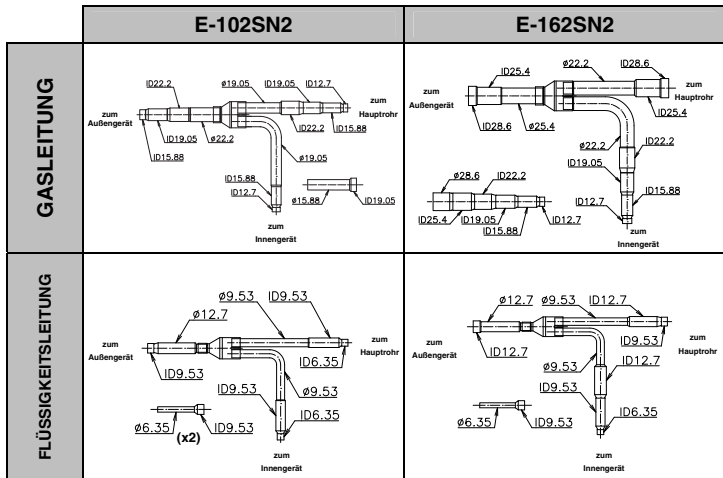 E-102SN2
E-162SN2
GASLEITUNG
ID22.2
ø19.05
ID19.05
ID12.7
zum
Außengerät
zum
Hauptrohr
ID19.05
ø22.2
ID22.2
ID15.88
ID15.88
ø19.05
ID15.88
ID12.7
ø15.88
ID19.05
zum
Innengerät
ID25.4
ø22.2
ID28.6
zum
Außengerät
zum
Hauptrohr
ID25.4
ID28.6
ø25.4
ø22.2
ID22.2
ID19.05
ø28.6
ID22.2
ID15.88
ID25.4
ID19.05
ID15.88
ID12.7
ID12.7
zum
Innengerät
FLÜSSIGKEITSLEITUNG
ø9.53
ID9.53
ø12.7
zum
Außengerät
zum
Hauptrohr
ID9.53
ID6.35
ID9.53
ø9.53
ø6.35
(x2)
ID9.53
ID6.35
zum
Innengerät
ø12.7
ø9.53
ID12.7
zum
Außengerät
zum
Hauptrohr
ID12.7
ID9.53
ø9.53
ID12.7
ID9.53
ø6.35
ID9.53
ID6.35
zum
Innengerät